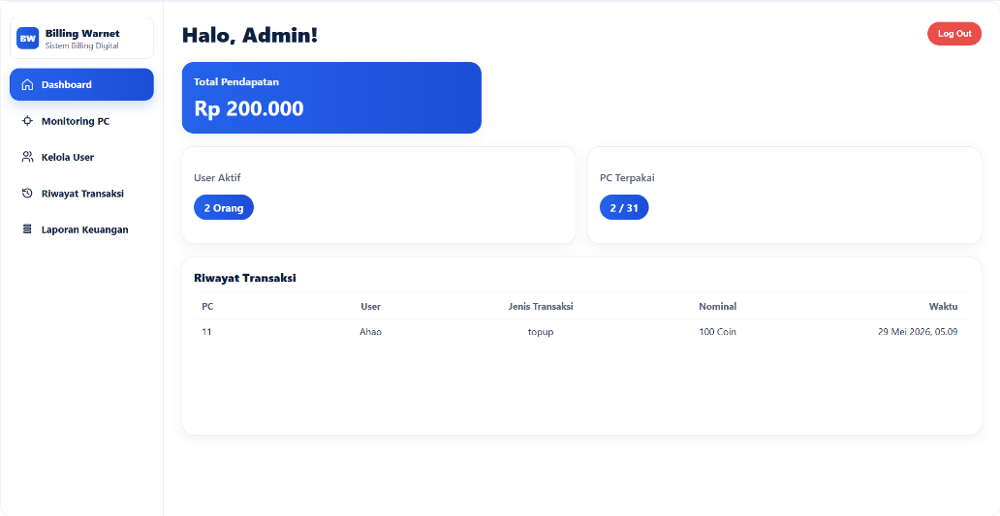 BW
Billing Warnet
Sistem Billing Digital
Dashboard
Monitoring PC
Kelola User
Riwayat Transaksi
Laporan Keuangan
Halo, Admin!
Log Out
Total Pendapatan
Rp 200.000
User Aktif
2 Orang
PC Terpakai
2 / 31
Riwayat Transaksi
PC User Jenis Transaksi Nominal Waktu
11 Ahao topup 100 Coin 29 Mei 2026, 05.09